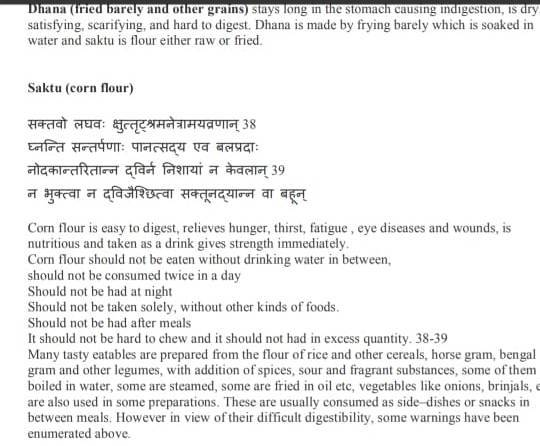 Dhana (fried barely and other grains) stays long in the stomach causing indigestion, is dry
satisfying, scarifying, and hard to digest. Dhana is made by frying barely which is soaked in
water and saktu is flour either raw or fried.
Saktu (corn flour)
सक्तवो लघवः क्षुत्तृट्श्रमनेत्रामयव्रणान् 38
घ्नन्ति सन्तर्पणाः पानत्सद्य एव बलप्रदाः
नोदकान्तरितान्न द्विर्न निशायां न केवलान् 39
न भुक्त्वा न द्विजैश्छित्वा सक्तूनद्यान्न वा बहून्
Corn flour is easy to digest, relieves hunger, thirst, fatigue , eye diseases and wounds, is
nutritious and taken as a drink gives strength immediately.
Corn flour should not be eaten without drinking water in between,
should not be consumed twice in a day
Should not be had at night
Should not be taken solely, without other kinds of foods.
Should not be had after meals
It should not be hard to chew and it should not had in excess quantity. 38-39
Many tasty eatables are prepared from the flour of rice and other cereals, horse gram, bengal
gram and other legumes, with addition of spices, sour and fragrant substances, some of them
boiled in water, some are steamed, some are fried in oil etc, vegetables like onions, brinjals,
are also used in some preparations. These are usually consumed as side–dishes or snacks in
between meals. However in view of their difficult digestibility, some warnings have been
enumerated above.